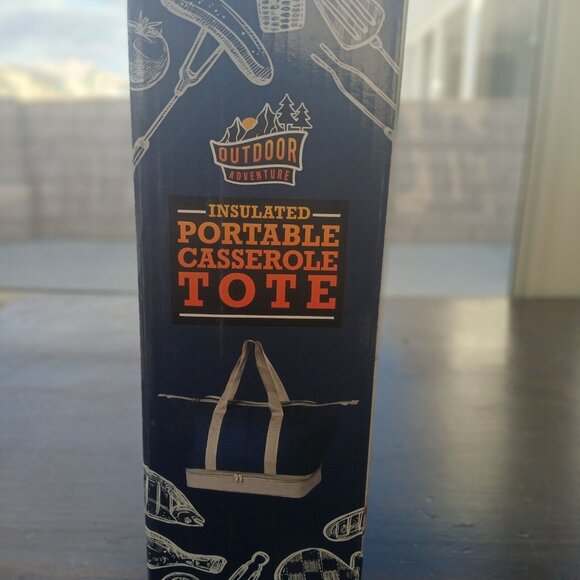 OUTDOOR
ADVENTURE
INSULATED
PORTABLE
CASSEROLE
TOTE